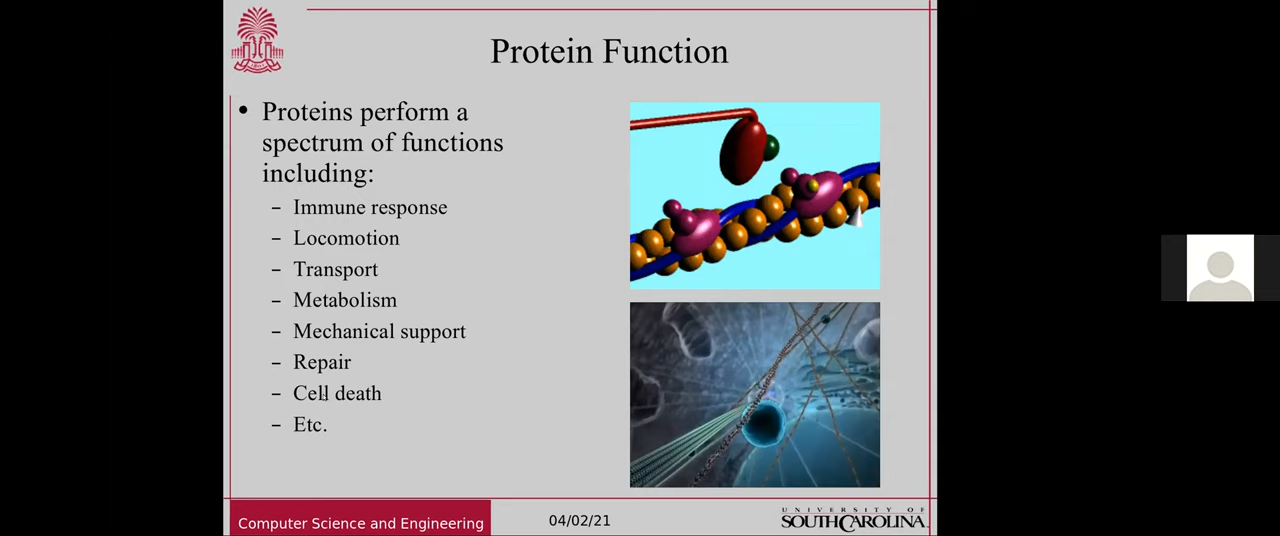 Protein Function
• Proteins perform a
spectrum of functions
including:
– Immune response
– Locomotion
– Transport
– Metabolism
– Mechanical support
– Repair
– Cell death
– Etc.
Computer Science and Engineering
04/02/21
UNIVERSITY OF
SOUTH CAROLINA